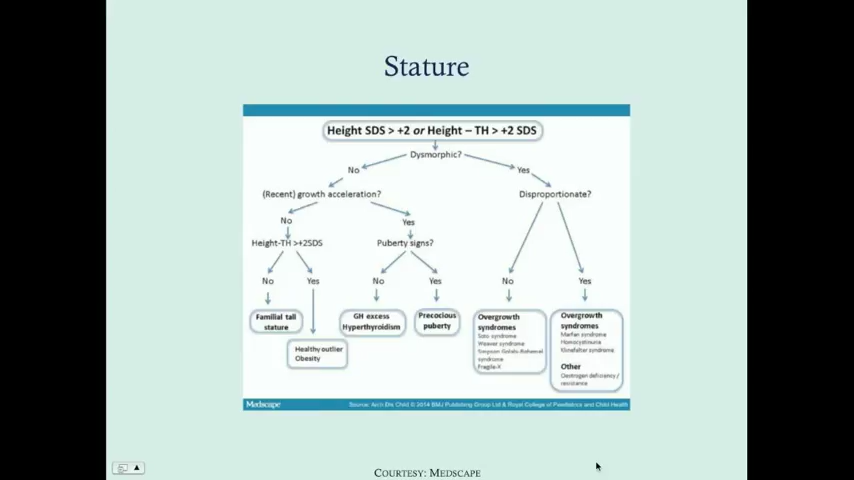 Stature
Height SDS > +2 or Height – TH > +2 SDS
Dysmorphic?
No
Yes
(Recent) growth acceleration?
Disproportionate?
No
Yes
Height-TH >+2SDS
Puberty signs?
No
Yes
No
Yes
No
Yes
Familial tall
stature
Healthy outlier
Obesity
GH excess
Hyperthyroidism
Precocious
puberty
Overgrowth
syndromes
Soto syndrome
Weaver syndrome
Simpson-Golabi-Behemel
syndrome
Fragile-X
Overgrowth
syndromes
Marfan syndrome
Homocystinuria
Klinefelter syndrome
Other
Oestrogen deficiency /
resistance
Medscape
Source: Arch Dis Child © 2014 BMJ Publishing Group Ltd & Royal College of Paediatrics and Child Health
COURTESY: MEDSCAPE